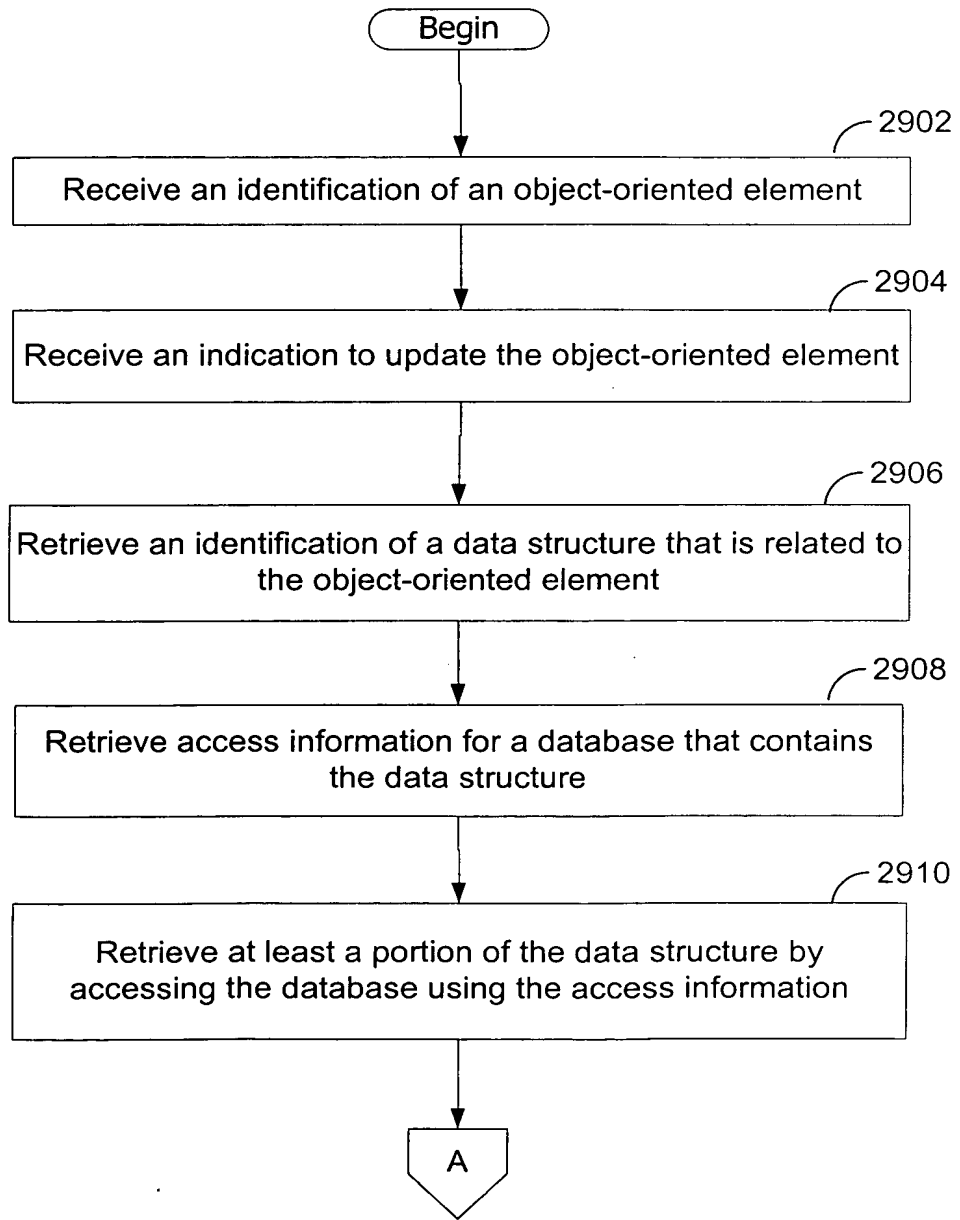 Begin
2902
Receive an identification of an object-oriented element
2904
Receive an indication to update the object-oriented element
2906
Retrieve an identification of a data structure that is related to
the object-oriented element
2908
Retrieve access information for a database that contains
the data structure
2910
Retrieve at least a portion of the data structure by
accessing the database using the access information
A